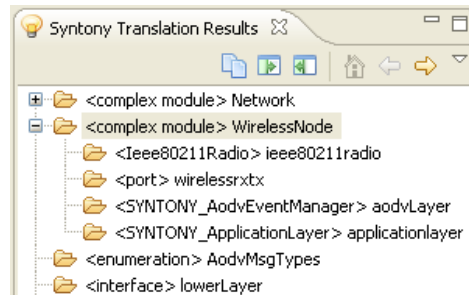 Syntony Translation Results
<complex module> Network
<complex module> WirelessNode
<Ieee80211Radio> ieee80211radio
<port> wirelessrxtx
<SYNTONY_AodvEventManager> aodvLayer
<SYNTONY_ApplicationLayer> applicationlayer
<enumeration> AodvMsgTypes
<interface> lowerLayer